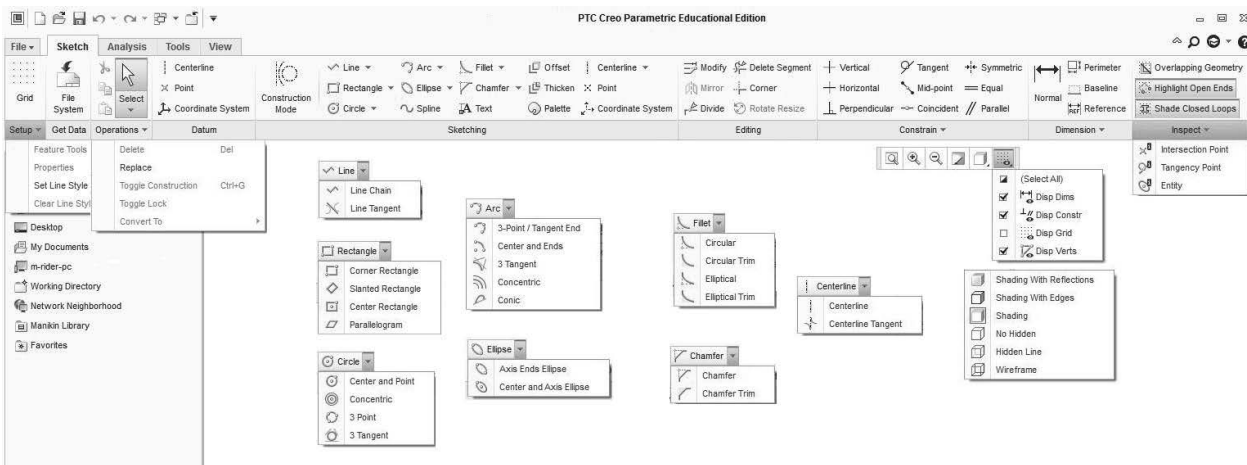 PTC Creo Parametric Educational Edition
File Sketch Analysis Tools View
Grid
File System
Select
Centerline
Point
Coordinate System
Construction Mode
Line Arc Fillet Offset Centerline
Rectangle Ellipse Chamfer Thicken Point
Circle Spline Text Palette Coordinate System
Modify Delete Segment
Mirror Corner
Divide Rotate Resize
Vertical Tangent Symmetric
Horizontal Mid-point Equal
Perpendicular Coincident Parallel
Normal
Perimeter
Baseline
REF Reference
Overlapping Geometry
Highlight Open Ends
Shade Closed Loops
Setup Get Data Operations Datum Sketching Editing Constrain Dimension Inspect
Feature Tools
Properties
Set Line Style
Clear Line Styl
Delete Del
Replace
Toggle Construction Ctrl+G
Toggle Lock
Convert To
Desktop
My Documents
m-rider-pc
Working Directory
Network Neighborhood
Manikin Library
Favorites
Line
Line Chain
Line Tangent
Rectangle
Corner Rectangle
Slanted Rectangle
Center Rectangle
Parallelogram
Circle
Center and Point
Concentric
3 Point
3 Tangent
Arc
3-Point / Tangent End
Center and Ends
3 Tangent
Concentric
Conic
Ellipse
Axis Ends Ellipse
Center and Axis Ellipse
Fillet
Circular
Circular Trim
Elliptical
Elliptical Trim
Chamfer
Chamfer
Chamfer Trim
Centerline
Centerline
Centerline Tangent
(Select All)
Disp Dims
Disp Constr
Disp Grid
Disp Verts
Shading With Reflections
Shading With Edges
Shading
No Hidden
Hidden Line
Wireframe
Intersection Point
Tangency Point
Entity